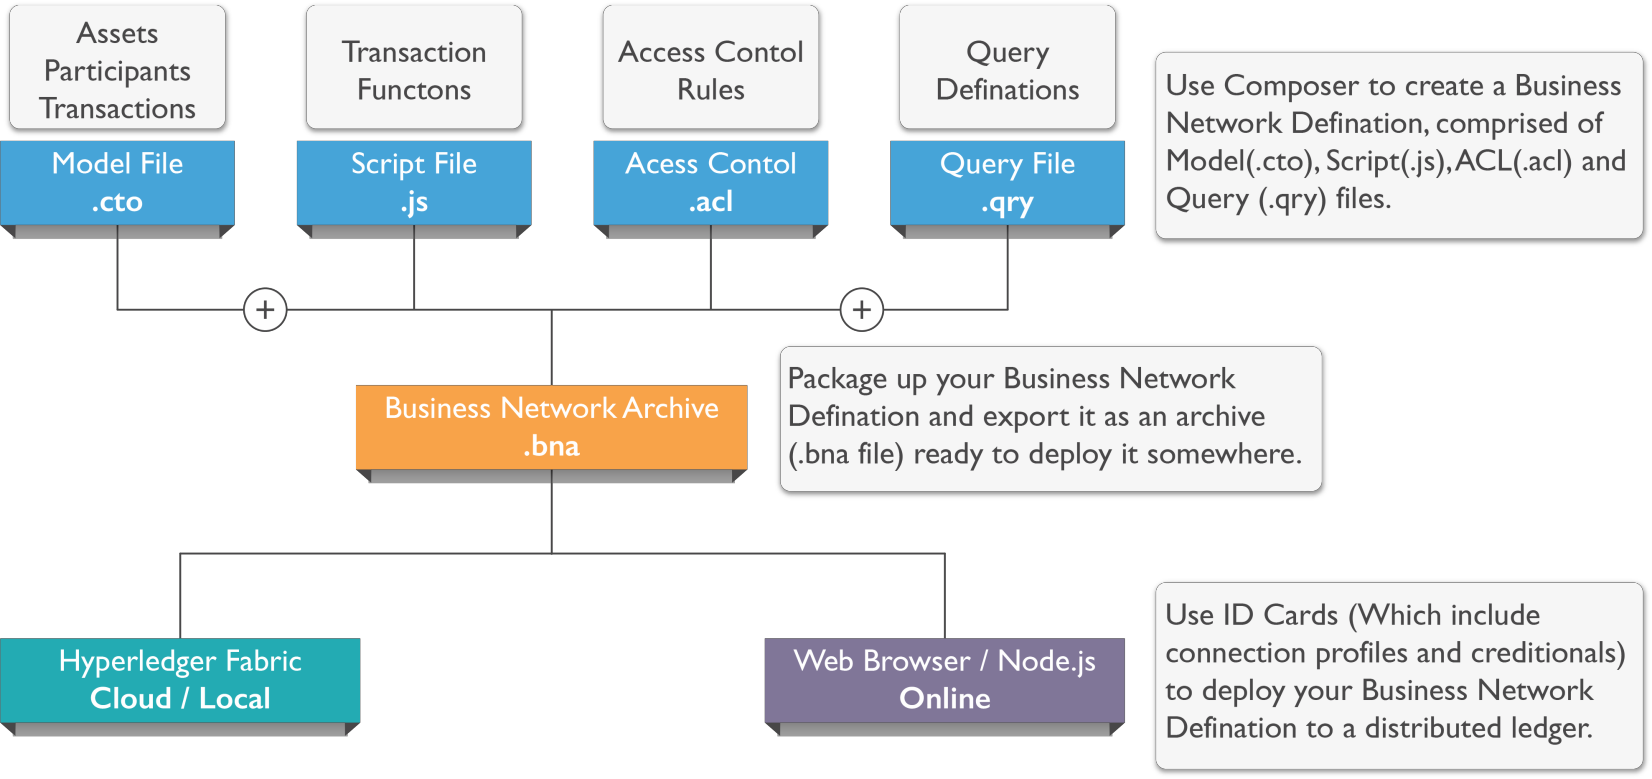 Assets
Participants
Transactions
Transaction
Functons
Access Contol
Rules
Query
Definations
Model File
.cto
Script File
.js
Acess Contol
.acl
Query File
.qry
Use Composer to create a Business
Network Defination, comprised of
Model(.cto), Script(.js), ACL(.acl) and
Query (.qry) files.
+
+
Business Network Archive
.bna
Package up your Business Network
Defination and export it as an archive
(.bna file) ready to deploy it somewhere.
Hyperledger Fabric
Cloud / Local
Web Browser / Node.js
Online
Use ID Cards (Which include
connection profiles and creditionals)
to deploy your Business Network
Defination to a distributed ledger.